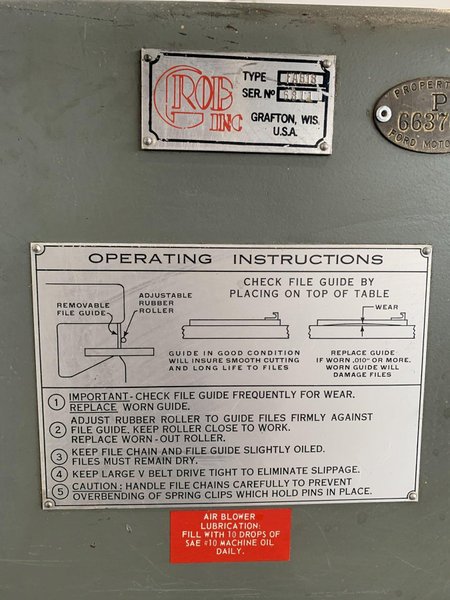 GROB
INC
TYPE FA618
SER. Nº
GRAFTON, WIS.
U.S.A.
PROPERTY
P
6637
FORD MOTOR
OPERATING INSTRUCTIONS
REMOVABLE
FILE GUIDE
ADJUSTABLE
RUBBER
ROLLER
CHECK FILE GUIDE BY
PLACING ON TOP OF TABLE
WEAR
GUIDE IN GOOD CONDITION
WILL INSURE SMOOTH CUTTING
AND LONG LIFE TO FILES
REPLACE GUIDE
IF WORN .010" OR MORE.
WORN GUIDE WILL
DAMAGE FILES
1 IMPORTANT - CHECK FILE GUIDE FREQUENTLY FOR WEAR.
REPLACE WORN GUIDE.
2 ADJUST RUBBER ROLLER TO GUIDE FILES FIRMLY AGAINST
FILE GUIDE. KEEP ROLLER CLOSE TO WORK.
REPLACE WORN-OUT ROLLER.
3 KEEP FILE CHAIN AND FILE GUIDE SLIGHTLY OILED.
FILES MUST REMAIN DRY.
4 KEEP LARGE V BELT DRIVE TIGHT TO ELIMINATE SLIPPAGE.
5 CAUTION: HANDLE FILE CHAINS CAREFULLY TO PREVENT
OVERBENDING OF SPRING CLIPS WHICH HOLD PINS IN PLACE.
AIR BLOWER
LUBRICATION:
FILL WITH 10 DROPS OF
SAE #10 MACHINE OIL
DAILY.